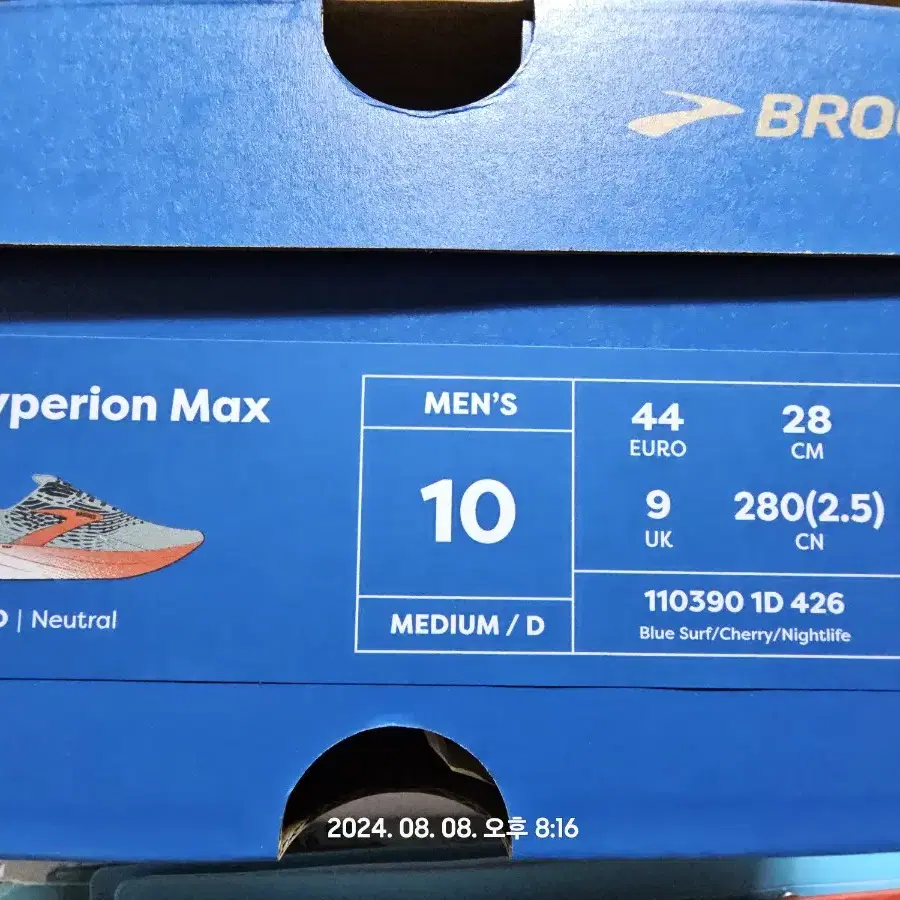 BROO
yperion Max
MEN'S
10
MEDIUM / D
44
EURO
28
CM
9
UK
280(2.5)
CN
110390 1D 426
Blue Surf/Cherry/Nightlife
D | Neutral
2024. 08. 08. 오후 8:16